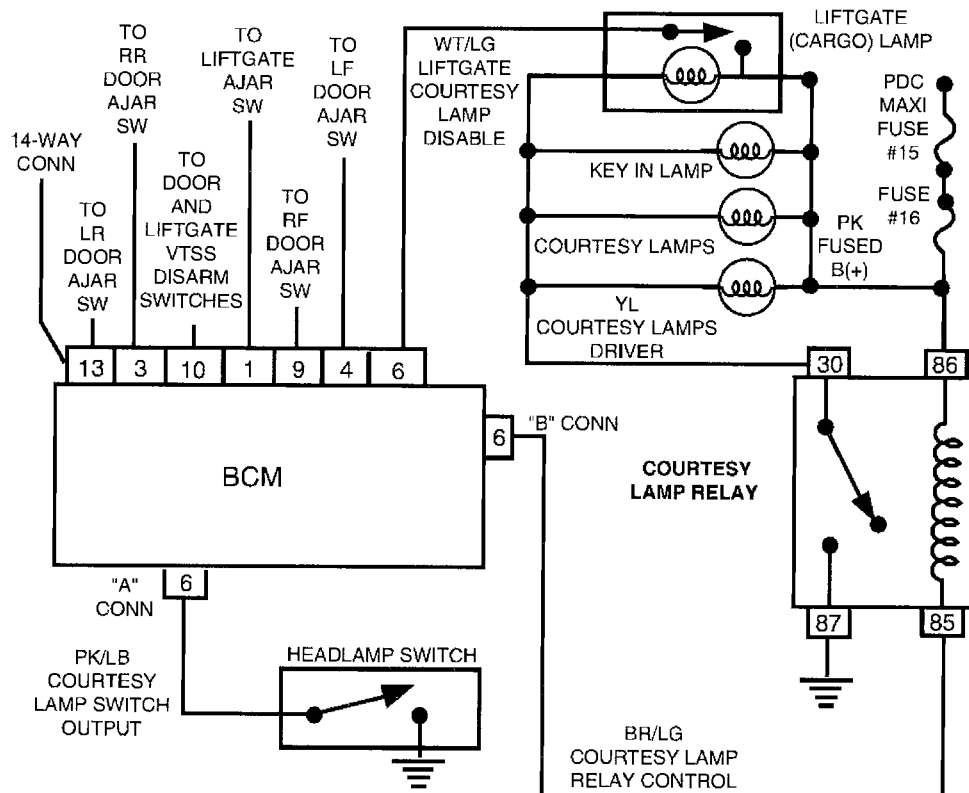 TO
RR
DOOR
AJAR
SW
TO
LIFTGATE
AJAR
SW
TO
LF
DOOR
AJAR
SW
WT/LG
LIFTGATE
COURTESY
LAMP
DISABLE
LIFTGATE
(CARGO) LAMP
PDC
MAXI
FUSE
#15
FUSE
#16
14-WAY
CONN
TO
LR
DOOR
AJAR
SW
TO
DOOR
AND
LIFTGATE
VTSS
DISARM
SWITCHES
TO
RF
DOOR
AJAR
SW
KEY IN LAMP
COURTESY LAMPS
PK
FUSED
B(+)
YL
COURTESY LAMPS
DRIVER
13 3 10 1 9 4 6
30 86
6
"B" CONN
BCM
COURTESY
LAMP RELAY
"A"
CONN
6
87 85
PK/LB
COURTESY
LAMP SWITCH
OUTPUT
HEADLAMP SWITCH
BR/LG
COURTESY LAMP
RELAY CONTROL